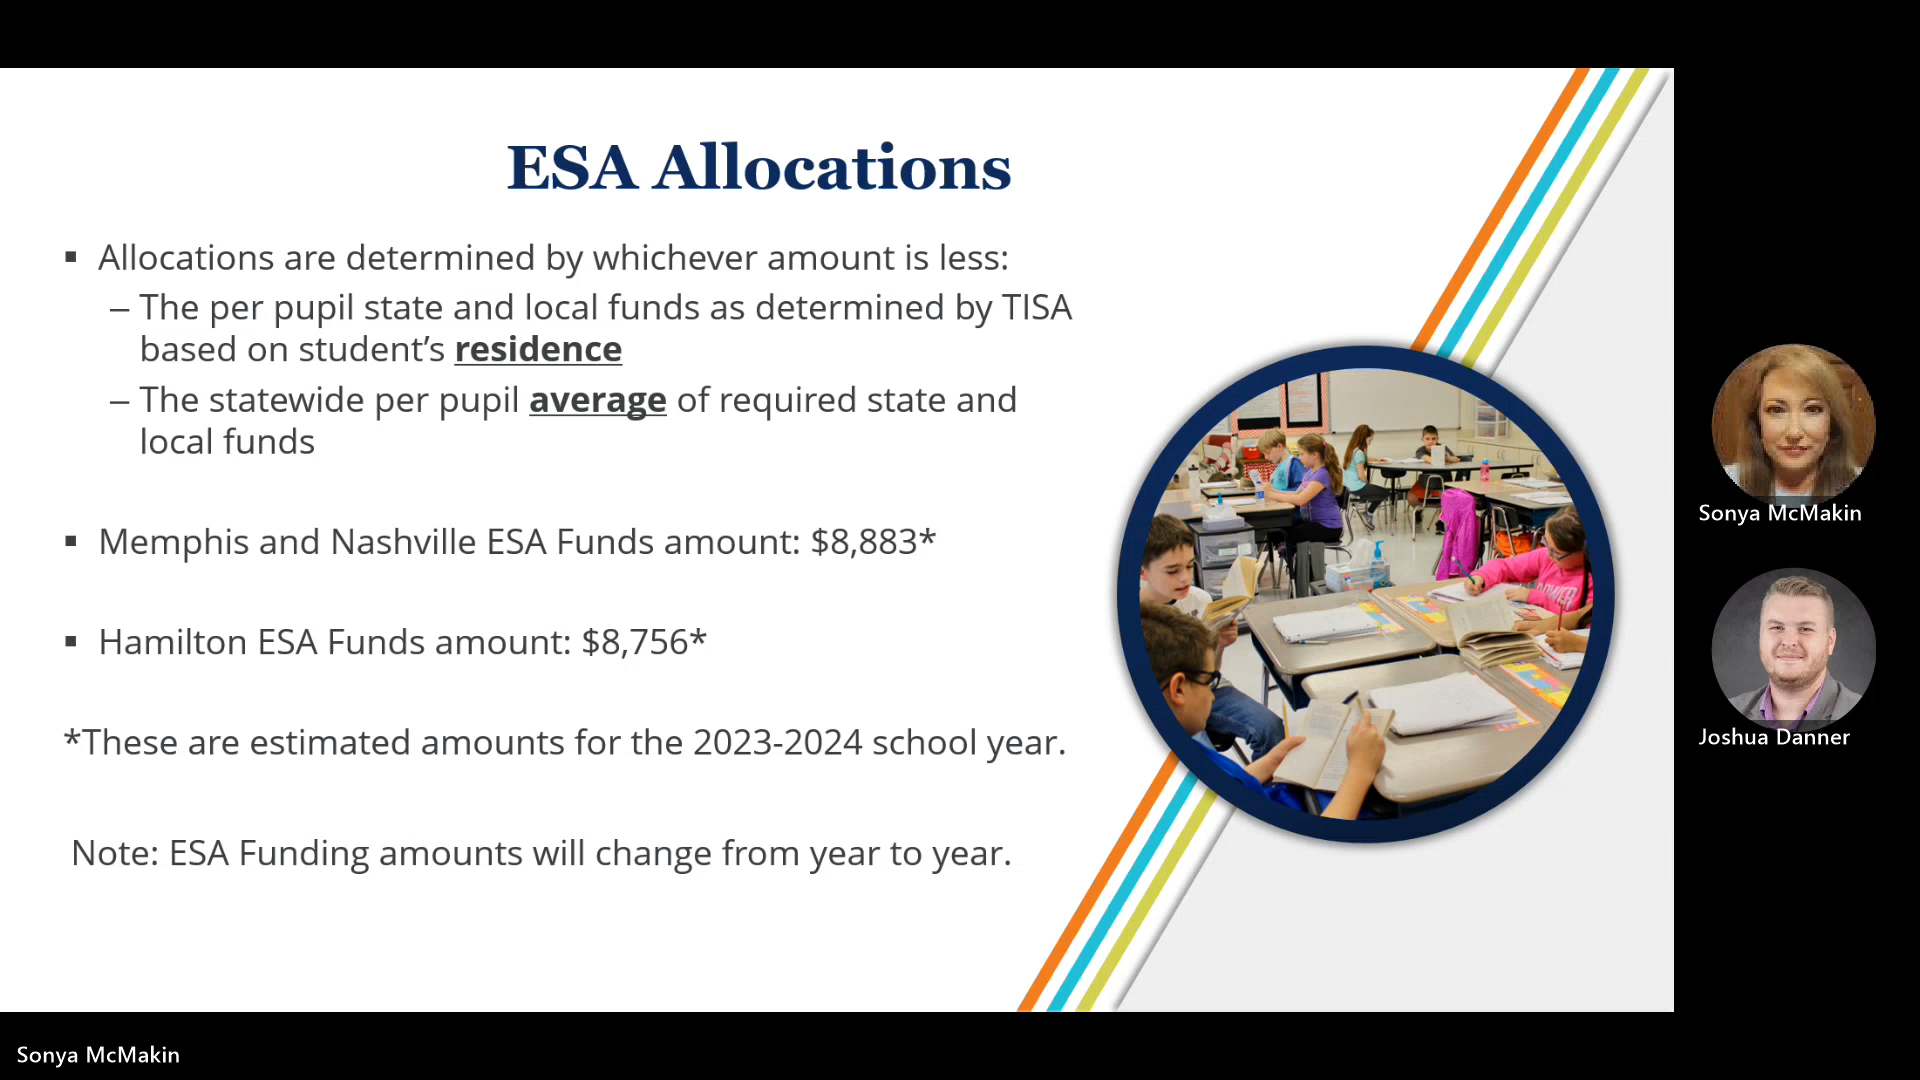 ESA Allocations
▪ Allocations are determined by whichever amount is less:
– The per pupil state and local funds as determined by TISA
based on student’s residence
– The statewide per pupil average of required state and
local funds
▪ Memphis and Nashville ESA Funds amount: $8,883*
▪ Hamilton ESA Funds amount: $8,756*
*These are estimated amounts for the 2023-2024 school year.
Note: ESA Funding amounts will change from year to year.
Sonya McMakin
Joshua Danner
Sonya McMakin